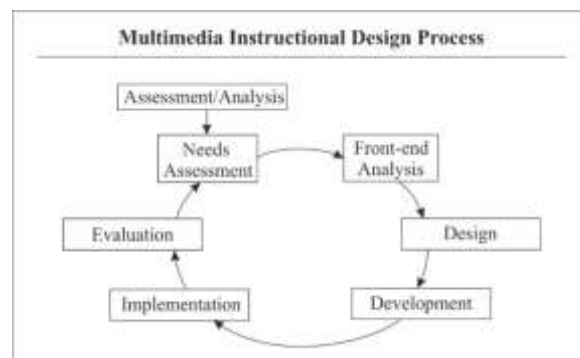 Multimedia Instructional Design Process
Assessment/Analysis
Needs
Assessment
Front-end
Analysis
Evaluation
Design
Implementation
Development